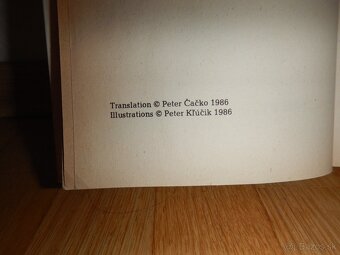 Translation © Peter Čačko 1986
Illustrations © Peter Kľúčik 1986